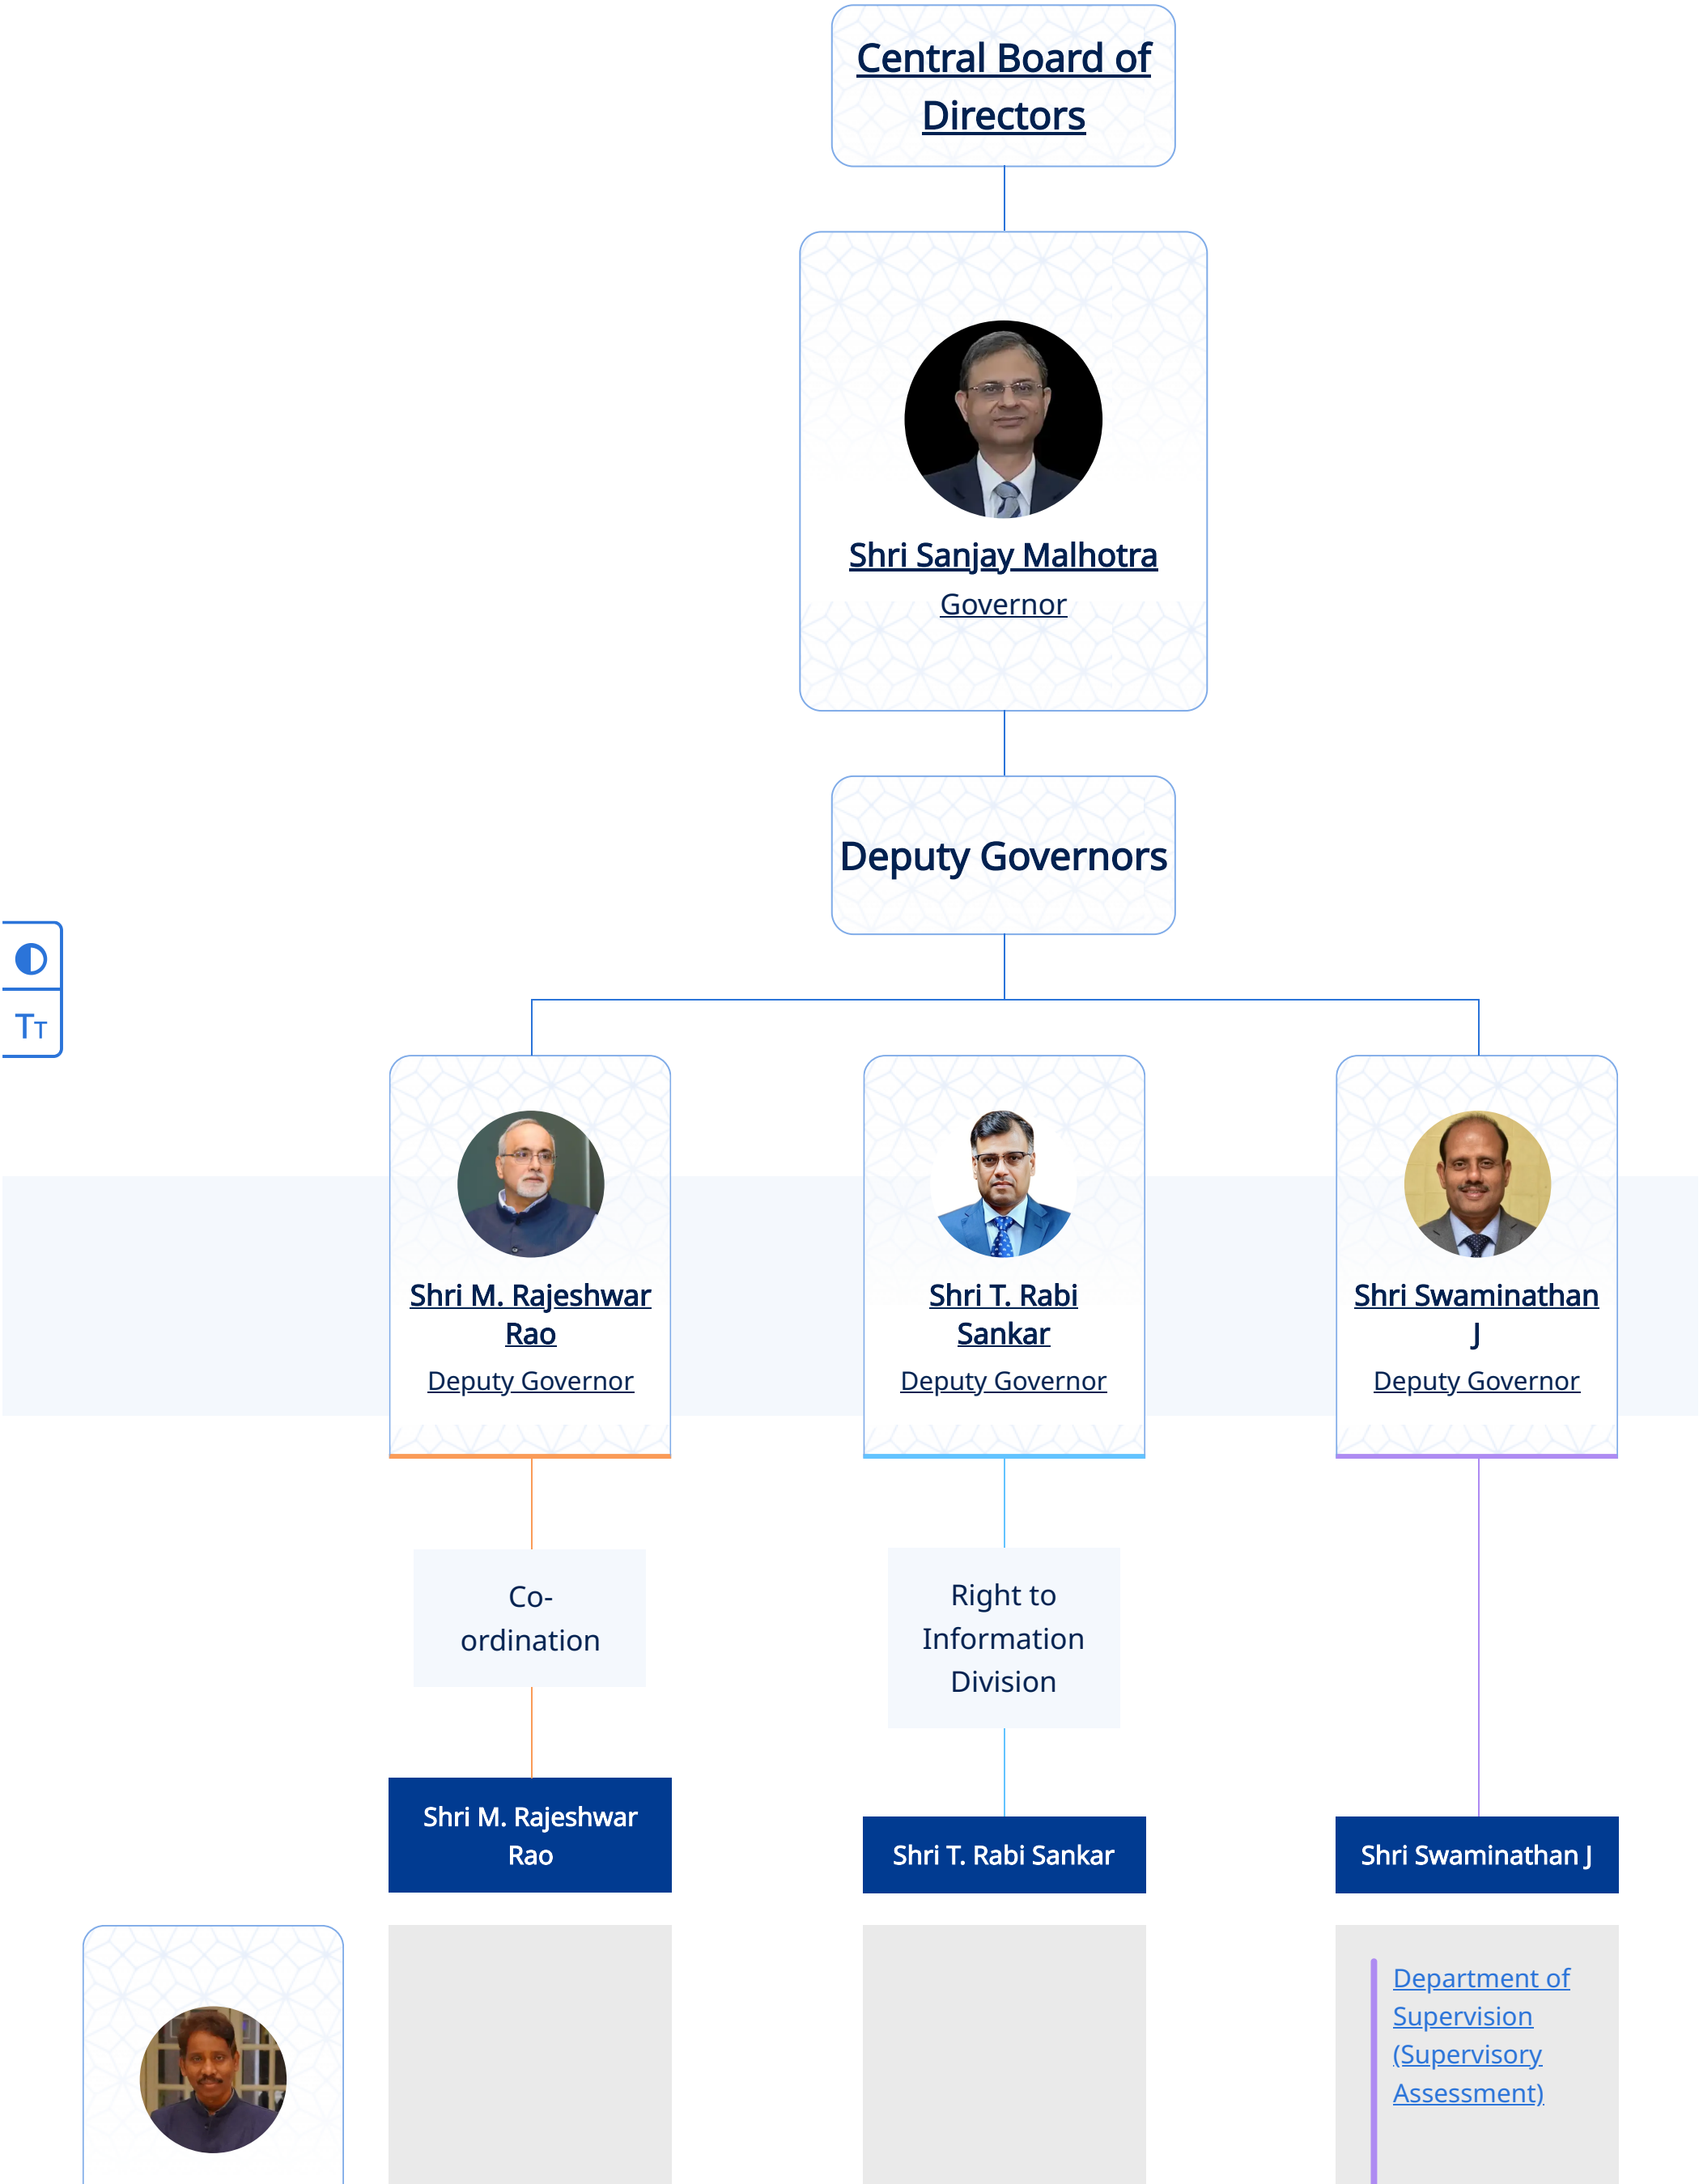 Central Board of
Directors
Shri Sanjay Malhotra
Governor
Deputy Governors
TT
Shri M. Rajeshwar
Rao
Deputy Governor
Shri T. Rabi
Sankar
Deputy Governor
Shri Swaminathan
J
Deputy Governor
Co-
ordination
Right to
Information
Division
Shri M. Rajeshwar
Rao
Shri T. Rabi Sankar
Shri Swaminathan J
Department of
Supervision
(Supervisory
Assessment)